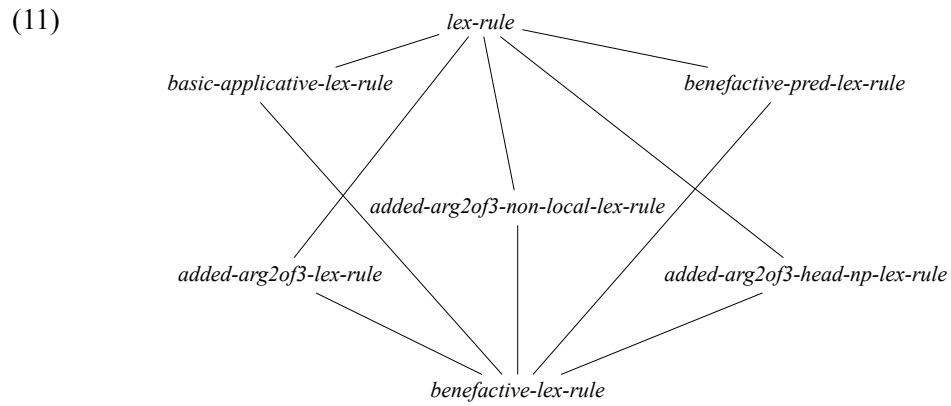 (11)
lex-rule
basic-applicative-lex-rule
benefactive-pred-lex-rule
added-arg2of3-non-local-lex-rule
added-arg2of3-lex-rule
added-arg2of3-head-np-lex-rule
benefactive-lex-rule